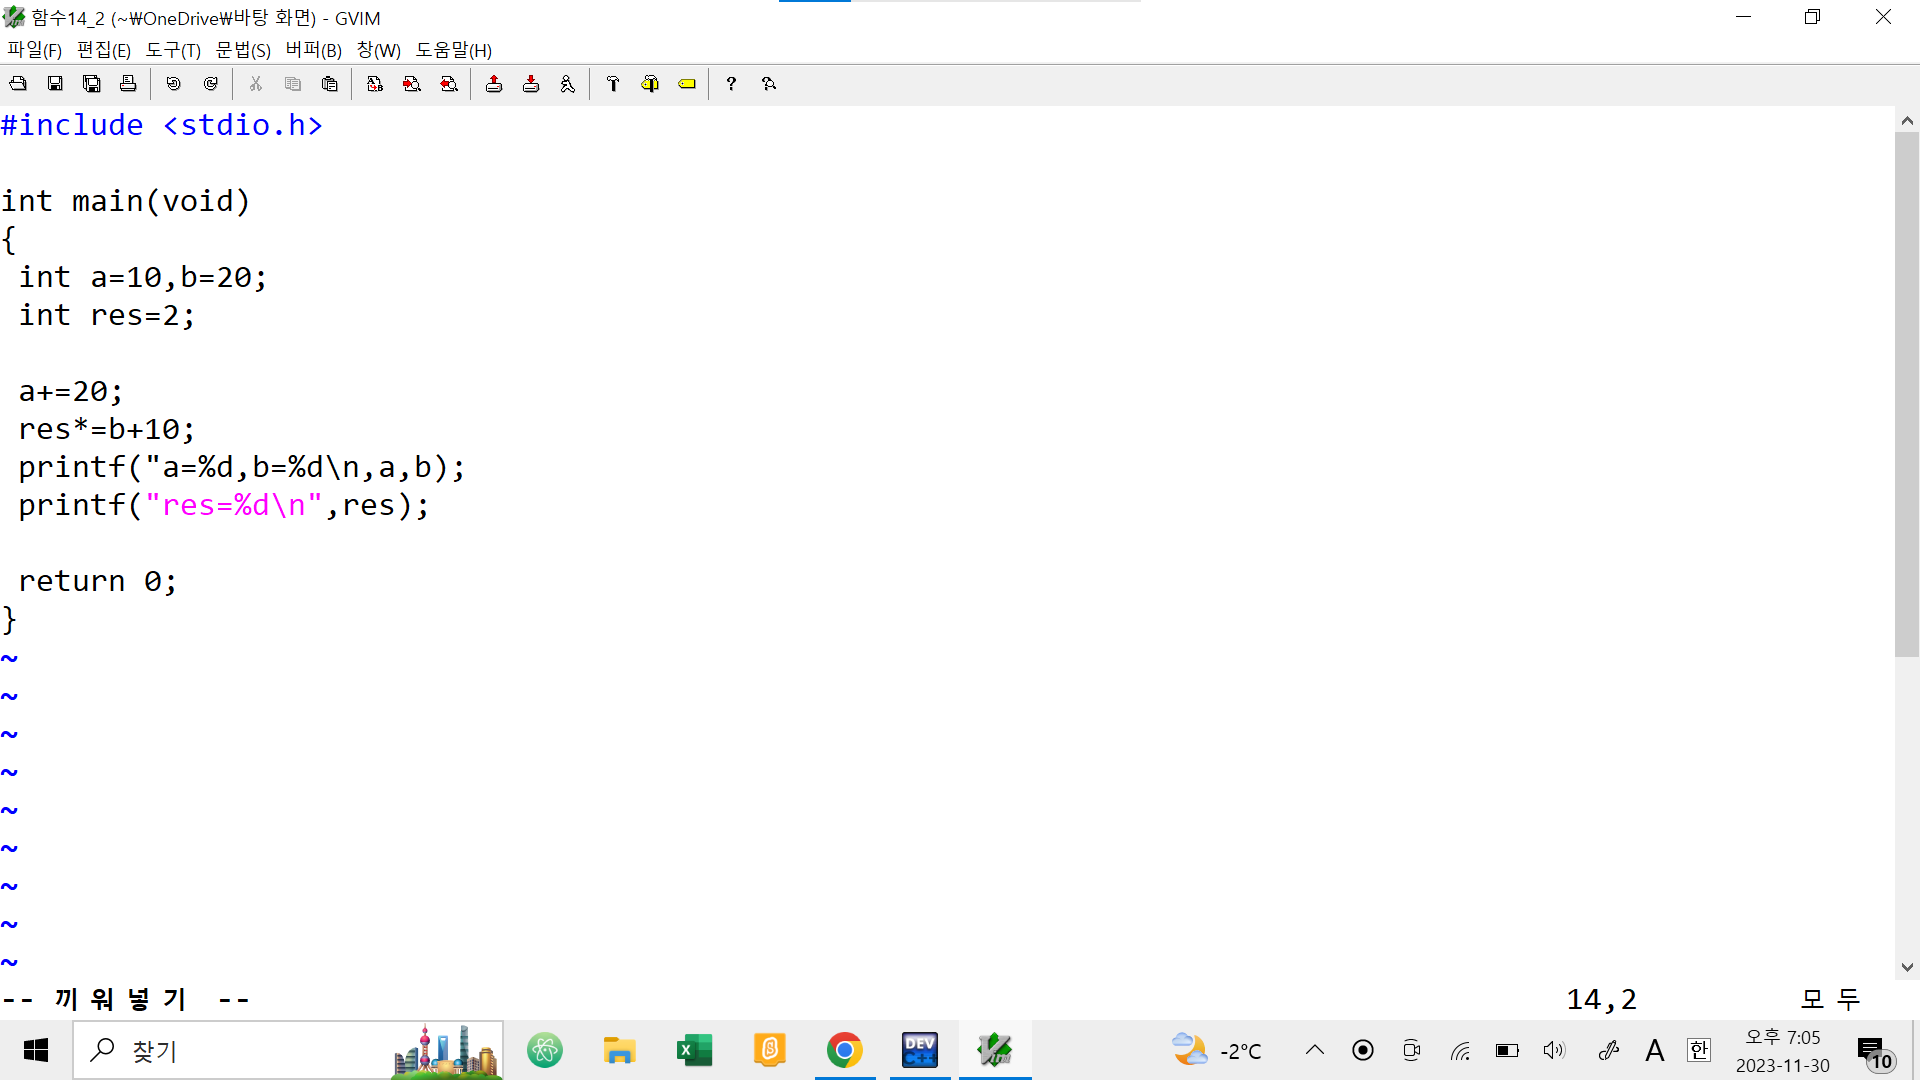 함수14_2 (~₩OneDrive₩바탕 화면) - GVIM
파일(F) 편집(E) 도구(T) 문법(S) 버퍼(B) 창(W) 도움말(H)
#include <stdio.h>
int main(void)
{
int a=10,b=20;
int res=2;
a+=20;
res*=b+10;
printf("a=%d,b=%d\n,a,b);
printf("res=%d\n",res);
return 0;
}
~
~
~
~
~
~
~
~
~
-- 끼워넣기 -- 14,2 모두
찾기
DEV C++
-2°C
A 한
오후 7:05
2023-11-30
10